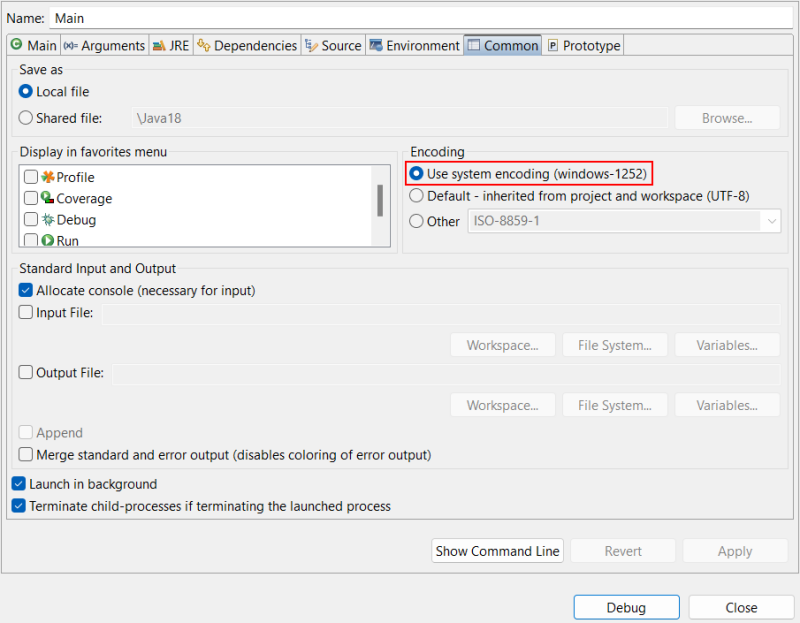 Name: Main
Main (x)= Arguments JRE Dependencies Source Environment Common P Prototype
Save as
Local file
Shared file: \Java18 Browse...
Display in favorites menu
Profile
Coverage
Debug
Run
Encoding
Use system encoding (windows-1252)
Default - inherited from project and workspace (UTF-8)
Other ISO-8859-1
Standard Input and Output
Allocate console (necessary for input)
Input File:
Workspace... File System... Variables...
Output File:
Workspace... File System... Variables...
Append
Merge standard and error output (disables coloring of error output)
Launch in background
Terminate child-processes if terminating the launched process
Show Command Line Revert Apply
Debug Close